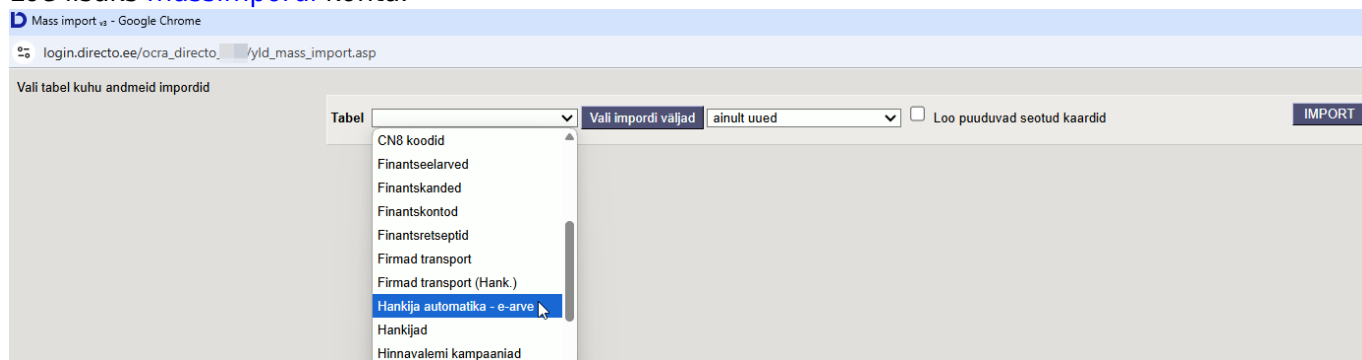 Mass import v3 - Google Chrome
login.directo.ee/ocra_directo_ /yld_mass_import.asp
Vali tabel kuhu andmeid impordid
Tabel Vali impordi väljad ainult uued Loo puuduvad seotud kaardid IMPORT
CN8 koodid
Finantseelarved
Finantskanded
Finantskontod
Finantsretseptid
Firmad transport
Firmad transport (Hank.)
Hankija automatika - e-arve
Hankijad
Hinnavalemi kampaaniad